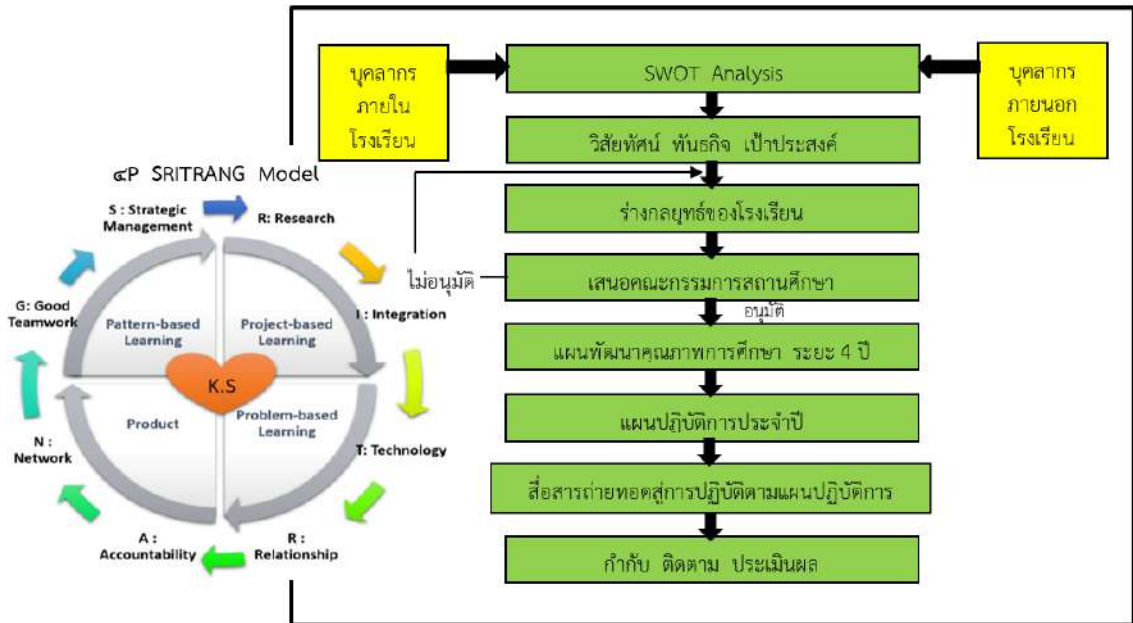 บุคลากร
ภายใน
โรงเรียน
SWOT Analysis
บุคลากร
ภายนอก
โรงเรียน
วิสัยทัศน์ พันธกิจ เป้าประสงค์
ร่างกลยุทธ์ของโรงเรียน
ไม่อนุมัติ
เสนอคณะกรรมการสถานศึกษา
อนุมัติ
แผนพัฒนาคุณภาพการศึกษา ระยะ 4 ปี
แผนปฏิบัติการประจำปี
สื่อสารถ่ายทอดสู่การปฏิบัติตามแผนปฏิบัติการ
กำกับ ติดตาม ประเมินผล
๔P SRITRANG Model
S : Strategic
Management
R: Research
I : Integration
T: Technology
R :
Relationship
A :
Accountability
N :
Network
G: Good
Teamwork
Pattern-based
Learning
Project-based
Learning
K.S
Product
Problem-based
Learning